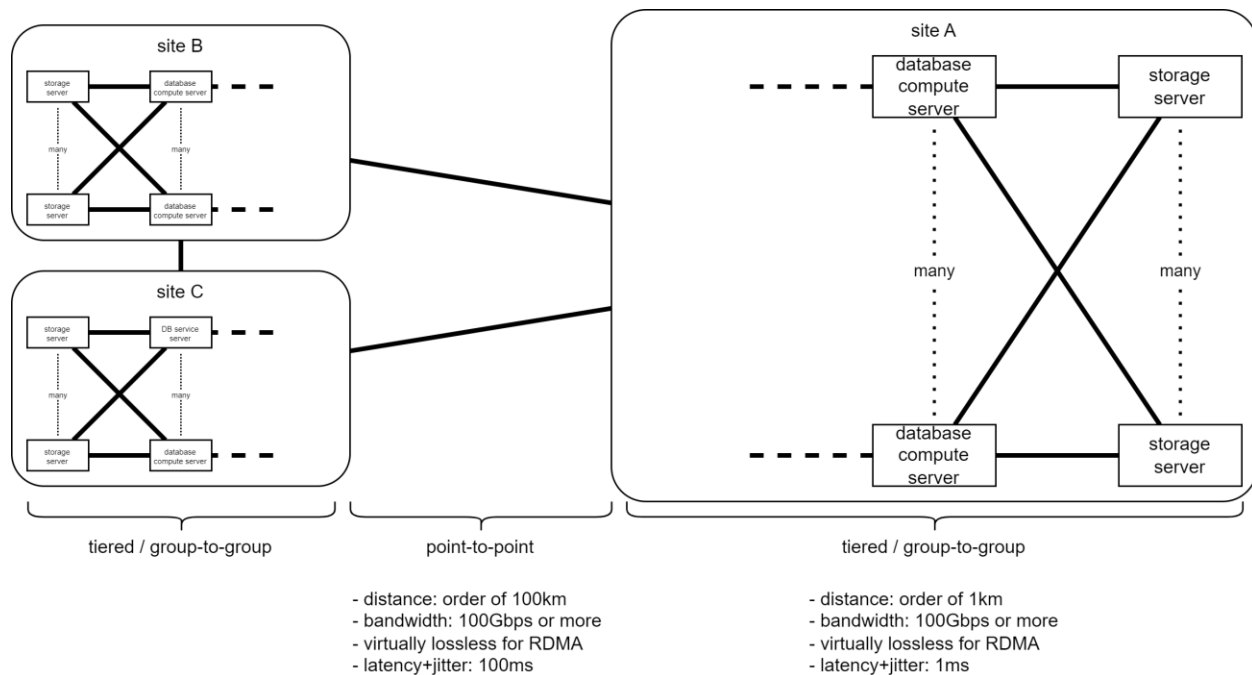 site B
storage
server
database
compute server
many
many
storage
server
database
compute server
site C
storage
server
DB service
server
many
many
storage
server
database
compute server
site A
database
compute
server
storage
server
many
many
database
compute
server
storage
server
tiered / group-to-group
point-to-point
tiered / group-to-group
- distance: order of 100km
- bandwidth: 100Gbps or more
- virtually lossless for RDMA
- latency+jitter: 100ms
- distance: order of 1km
- bandwidth: 100Gbps or more
- virtually lossless for RDMA
- latency+jitter: 1ms